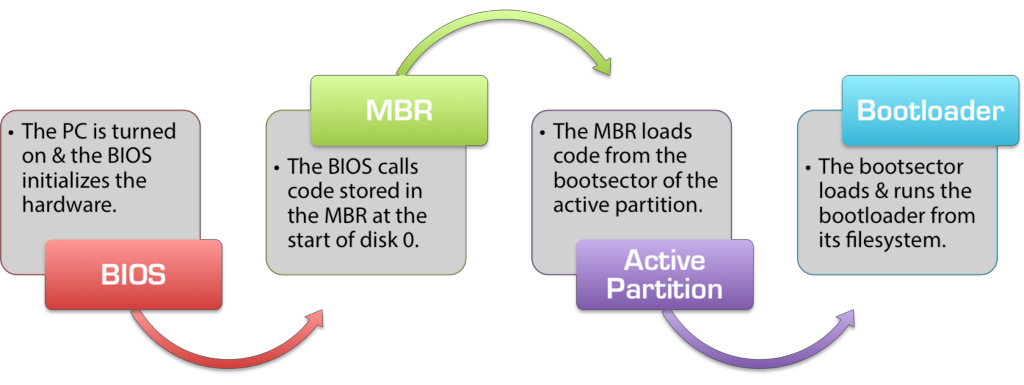 • The PC is turned
on & the BIOS
initializes the
hardware.
BIOS
MBR
• The BIOS calls
code stored in
the MBR at the
start of disk 0.
• The MBR loads
code from the
bootsector of the
active partition.
Active
Partition
Bootloader
• The bootsector
loads & runs the
bootloader from
its filesystem.